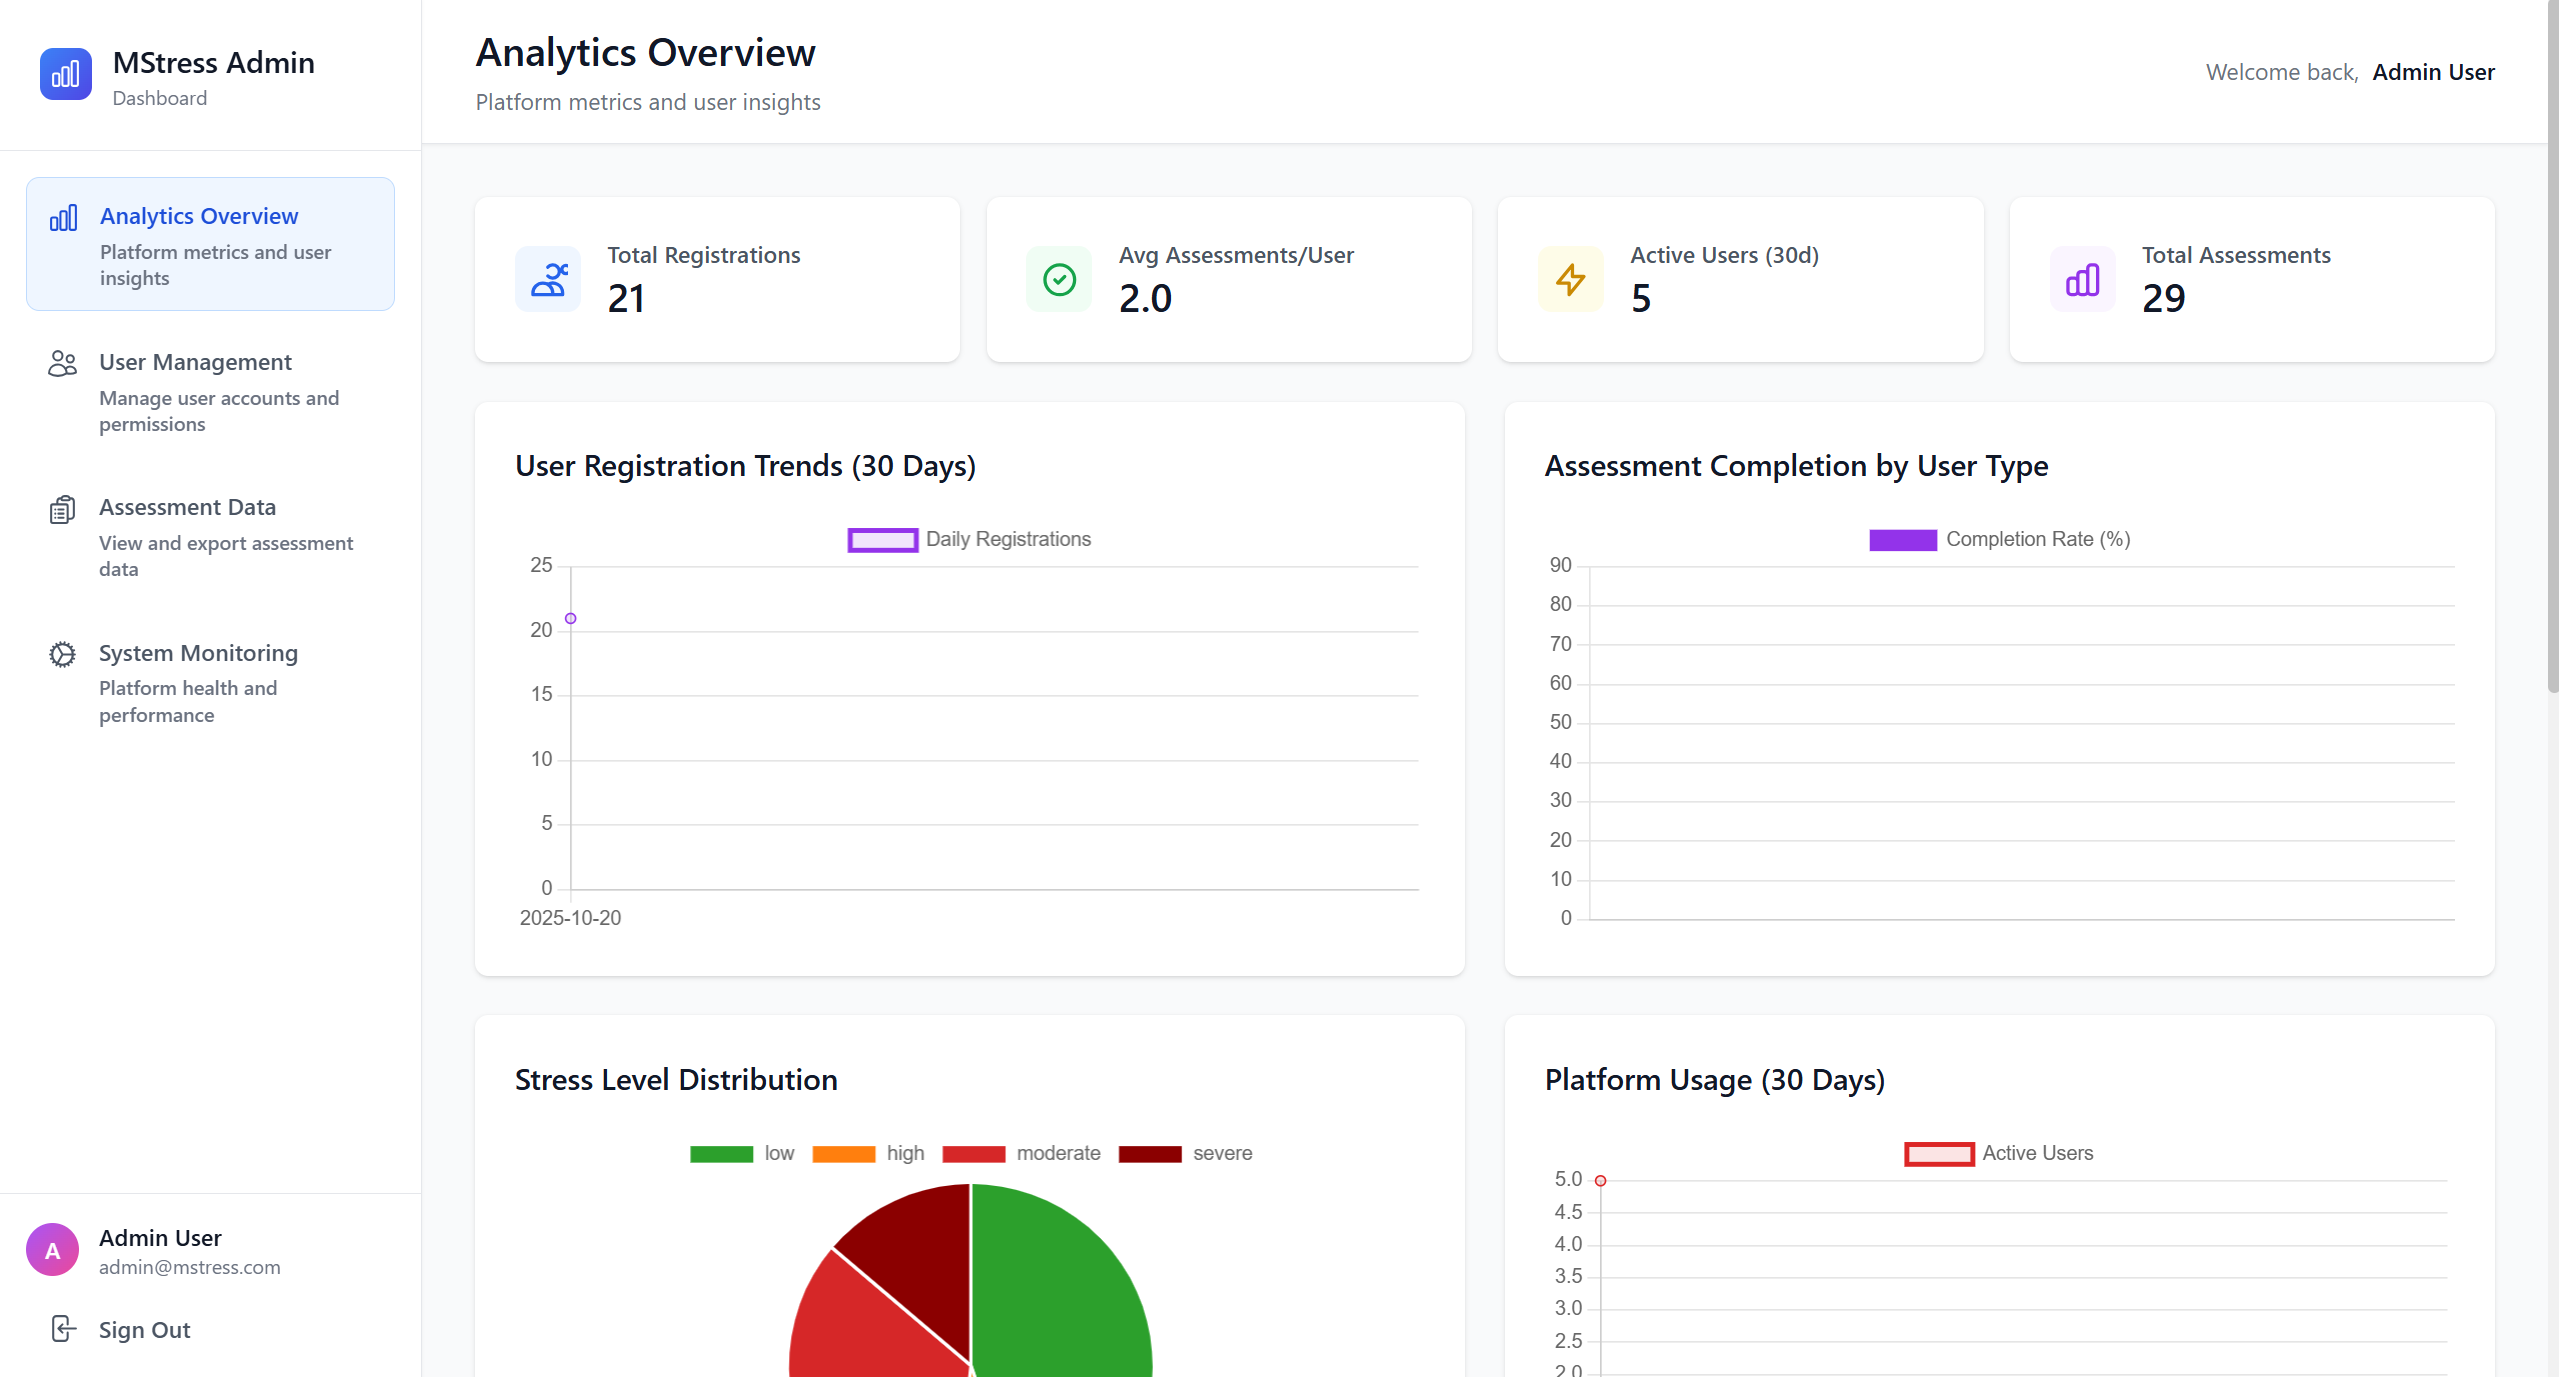 MStress Admin
Dashboard
Analytics Overview
Platform metrics and user
insights
User Management
Manage user accounts and
permissions
Assessment Data
View and export assessment
data
System Monitoring
Platform health and
performance
A
Admin User
admin@mstress.com
Sign Out
Analytics Overview
Platform metrics and user insights
Welcome back, Admin User
Total Registrations
21
Avg Assessments/User
2.0
Active Users (30d)
5
Total Assessments
29
User Registration Trends (30 Days)
Daily Registrations
25
20
15
10
5
0
2025-10-20
Assessment Completion by User Type
Completion Rate (%)
90
80
70
60
50
40
30
20
10
0
Stress Level Distribution
low high moderate severe
Platform Usage (30 Days)
Active Users
5.0
4.5
4.0
3.5
3.0
2.5
2.0